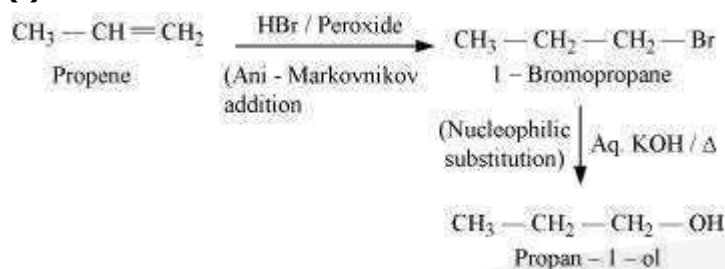 CH₃ — CH = CH₂
Propene
HBr / Peroxide
(Ani - Markovnikov
addition
CH₃ — CH₂ — CH₂ — Br
1 – Bromopropane
(Nucleophilic
substitution)
Aq. KOH / Δ
CH₃ — CH₂ — CH₂ — OH
Propan – 1 – ol